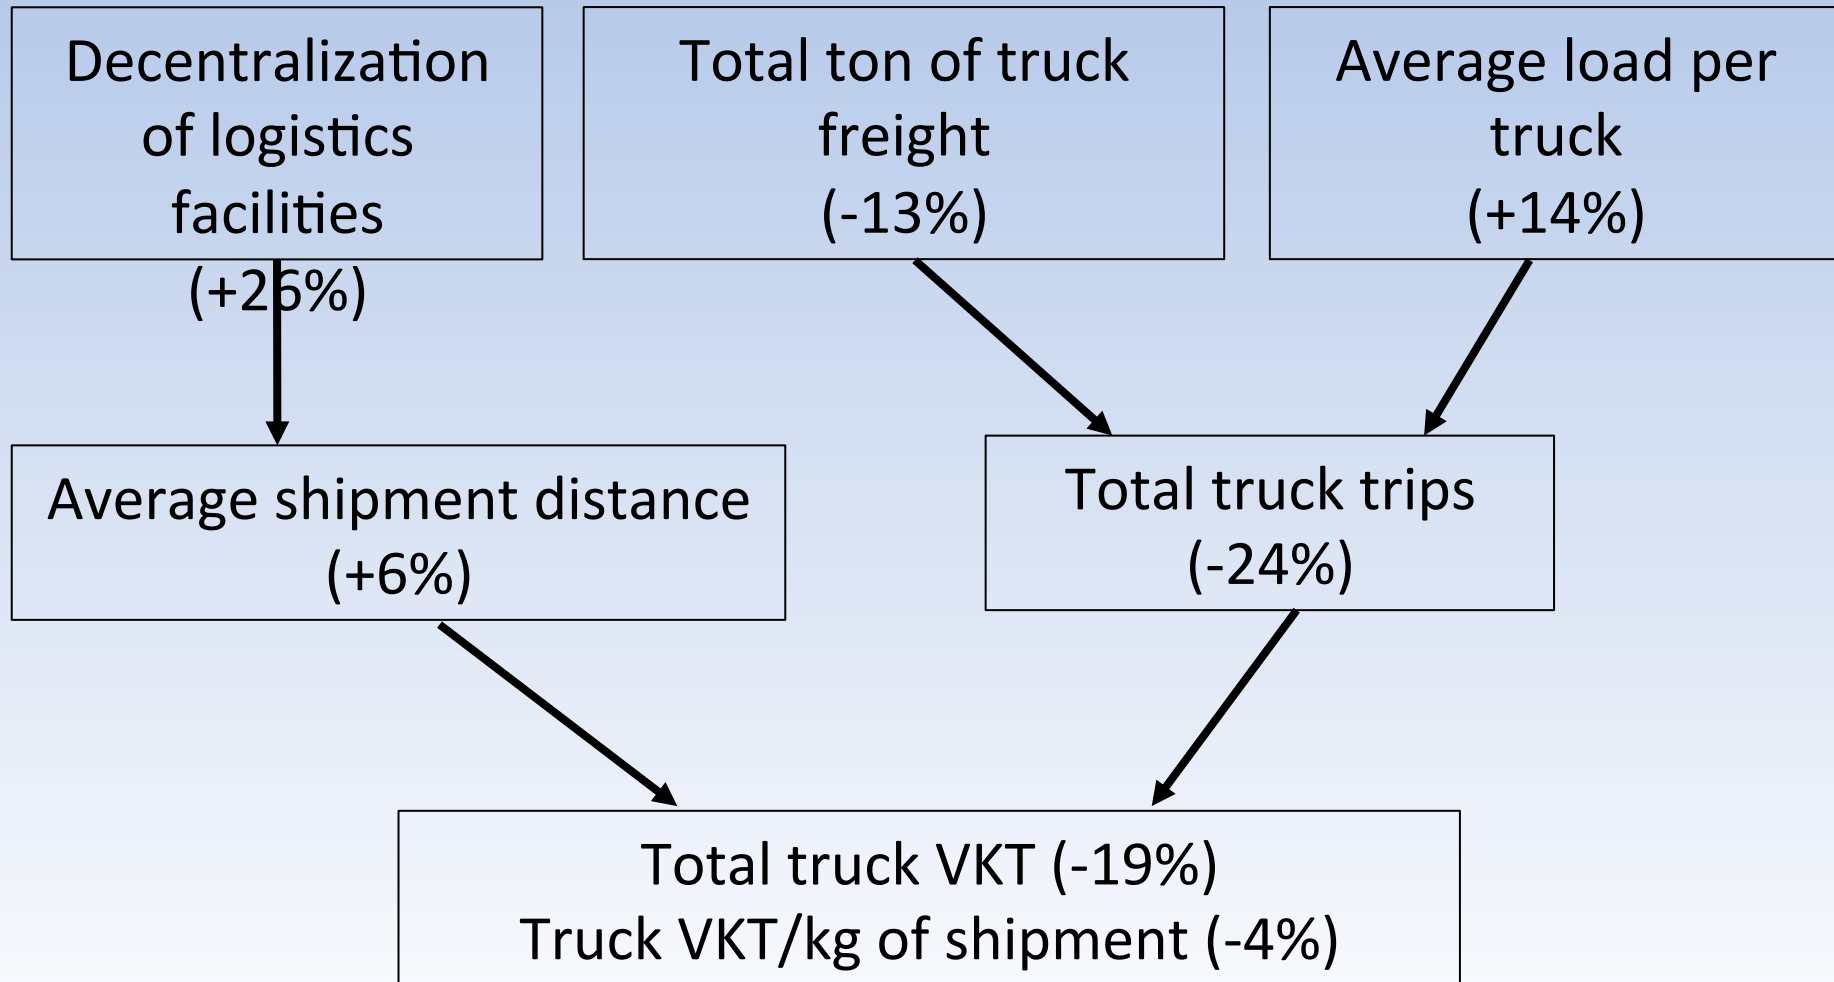 Decentralization
of logistics
facilities
(+26%)
Total ton of truck
freight
(-13%)
Average load per
truck
(+14%)
Average shipment distance
(+6%)
Total truck trips
(-24%)
Total truck VKT (-19%)
Truck VKT/kg of shipment (-4%)